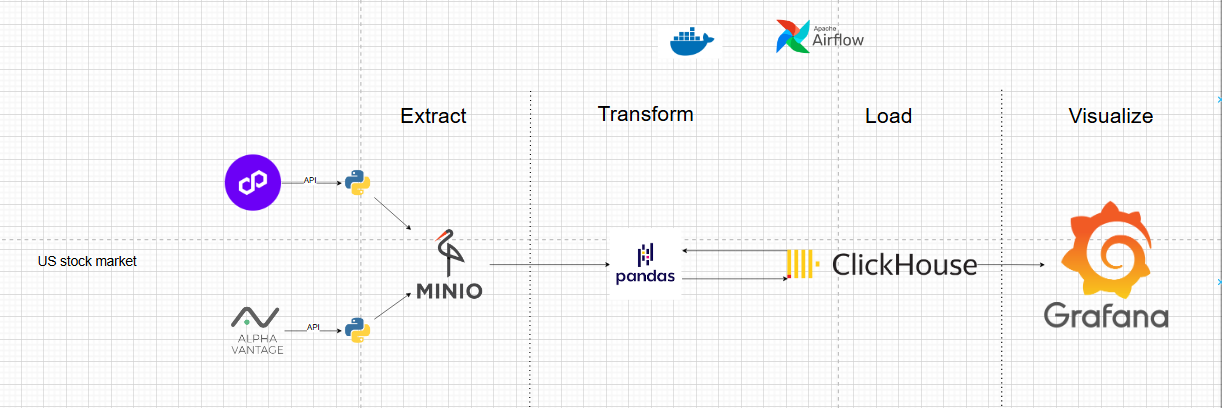 Apache
Airflow
Extract
Transform
Load
Visualize
API
US stock market
MINIO
pandas
ClickHouse
Grafana
API
ALPHA
VANTAGE